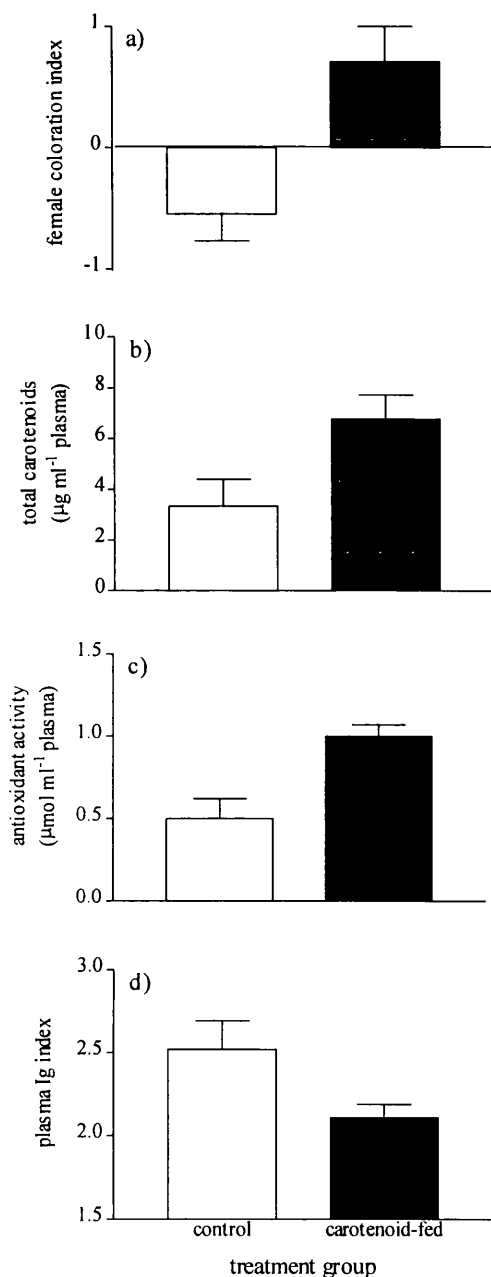 a)
female coloration index
1
0
-1
b)
total carotenoids
(µg ml⁻¹ plasma)
10
8
6
4
2
0
c)
antioxidant activity
(µmol ml⁻¹ plasma)
1.5
1.0
0.5
0.0
d)
plasma Ig index
3.0
2.5
2.0
1.5
control carotenoid-fed
treatment group